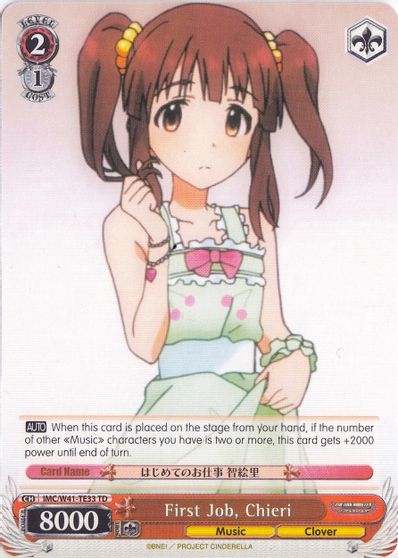 LEVEL
2
1
COST
AUTO When this card is placed on the stage from your hand, if the number
of other «Music» characters you have is two or more, this card gets +2000
power until end of turn.
Card Name はじめてのお仕事 智絵里
CH IMC/W41-TE33 TD
8000 First Job, Chieri
Music Clover
©BNEI / PROJECT CINDERELLA